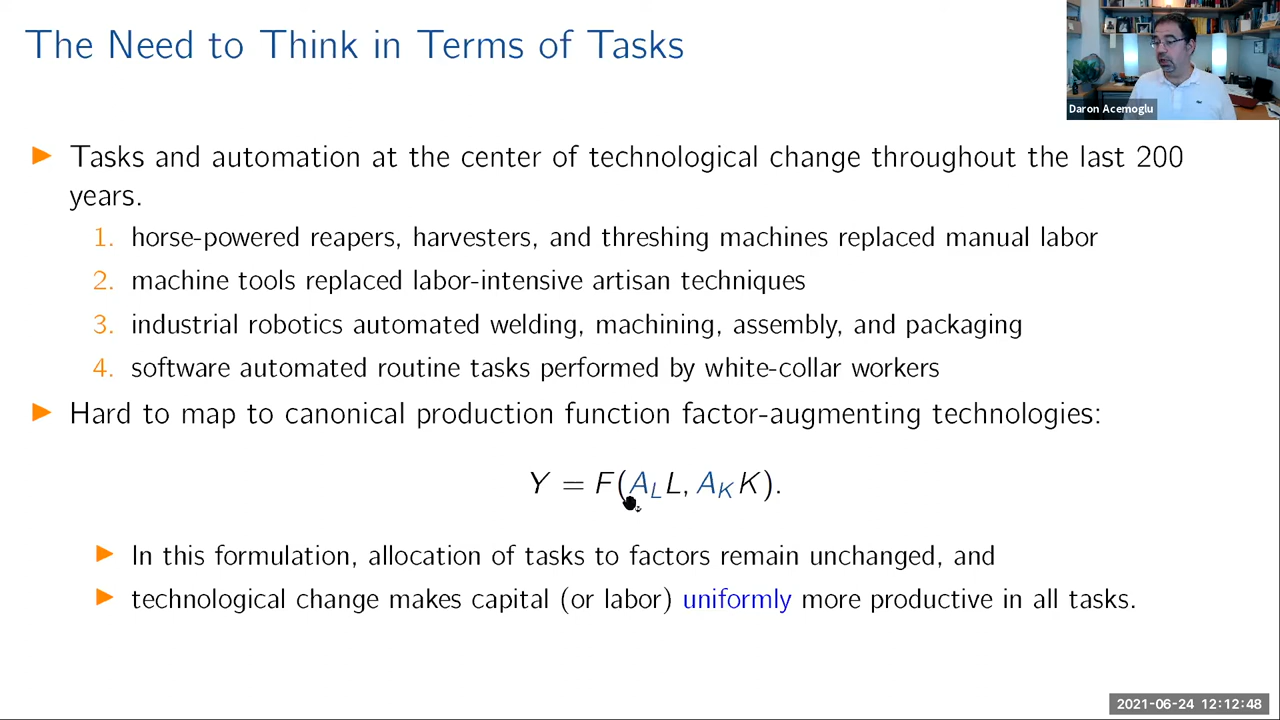 The Need to Think in Terms of Tasks
Daron Acemoglu
▶ Tasks and automation at the center of technological change throughout the last 200
years.
1. horse-powered reapers, harvesters, and threshing machines replaced manual labor
2. machine tools replaced labor-intensive artisan techniques
3. industrial robotics automated welding, machining, assembly, and packaging
4. software automated routine tasks performed by white-collar workers
▶ Hard to map to canonical production function factor-augmenting technologies:
Y = F(A_L L, A_K K).
▶ In this formulation, allocation of tasks to factors remain unchanged, and
▶ technological change makes capital (or labor) uniformly more productive in all tasks.
2021-06-24 12:12:48